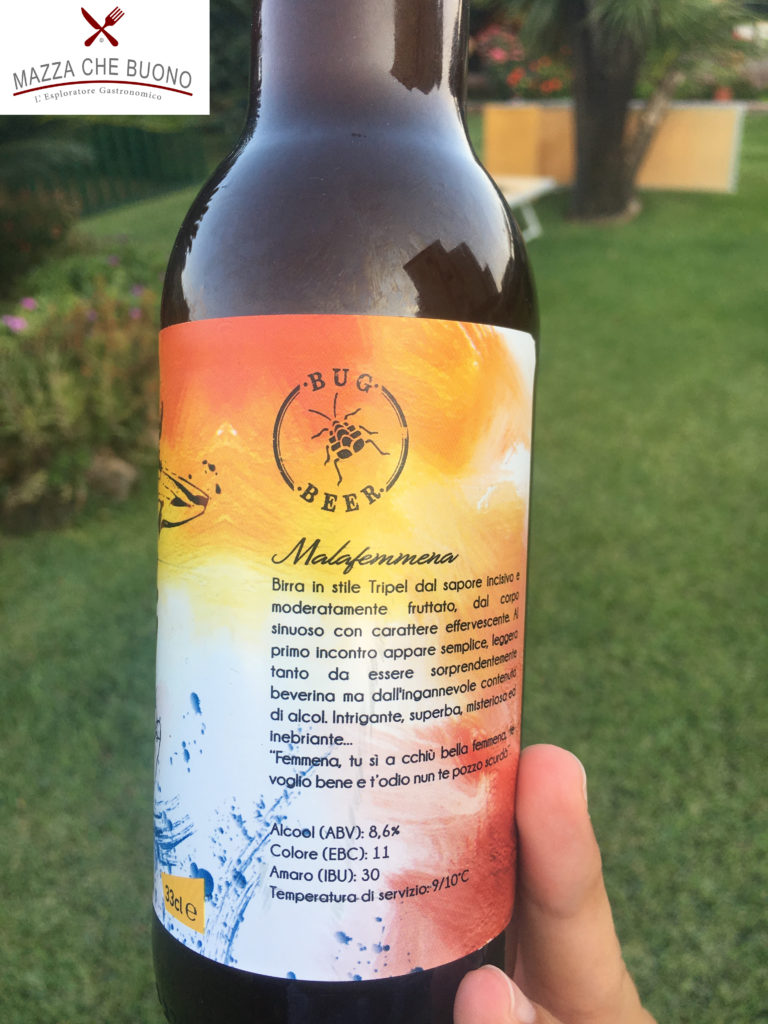 MAZZA CHE BUONO
L' Esploratore Gastronomico
BUG
BEER
Malafemmena
Birra in stile Tripel dal sapore incisivo e
moderatamente fruttato, dal corpo
sinuoso con carattere effervescente. Al
primo incontro appare semplice, leggera
tanto da essere sorprendentemente
beverina ma dall'ingannevole contenuto
di alcol. Intrigante, superba, misteriosa ed
inebriante...
"Femmena, tu sì a cchiù bella femmena, te
voglio bene e t'odio nun te pozzo scurdà"
Alcool (ABV): 8,6%
Colore (EBC): 11
Amaro (IBU): 30
Temperatura di servizio: 9/10°C
33cl ℮